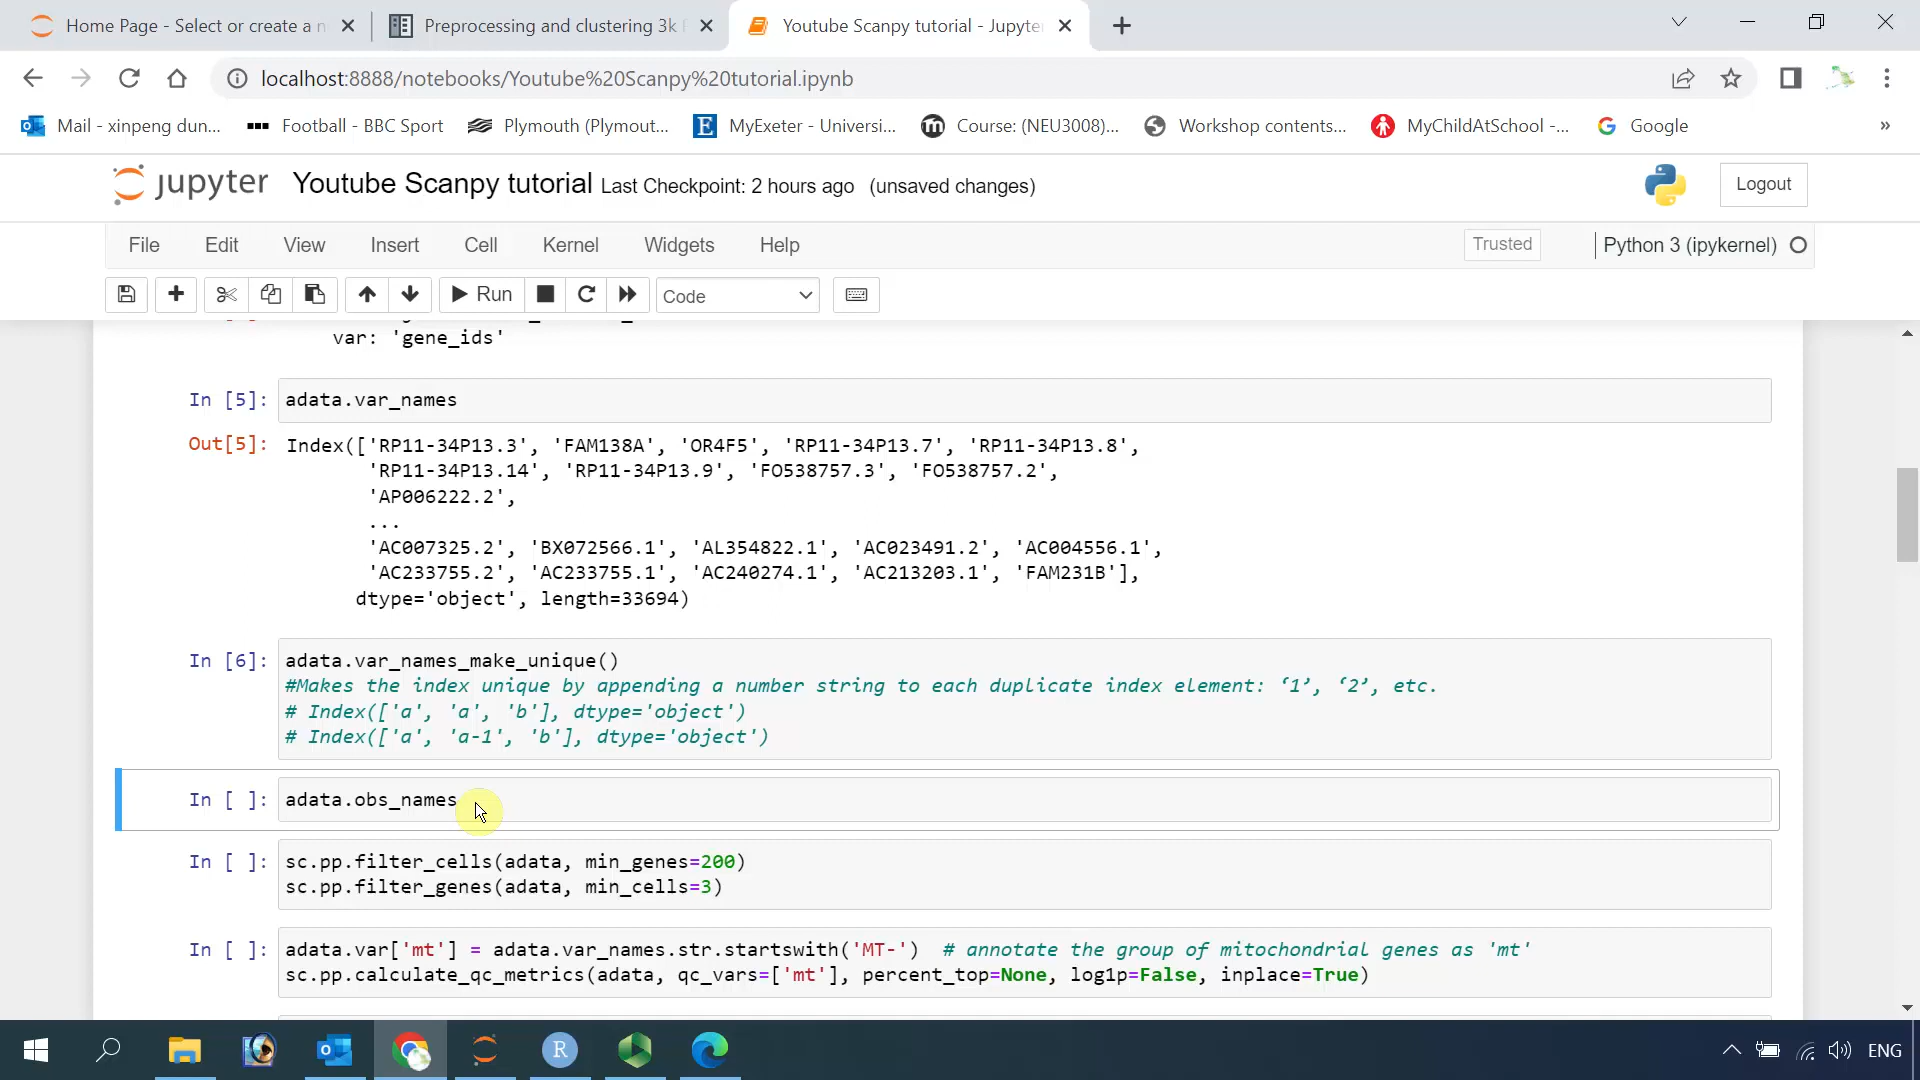 Home Page - Select or create a n
Preprocessing and clustering 3k
Youtube Scanpy tutorial - Jupyte
localhost:8888/notebooks/Youtube%20Scanpy%20tutorial.ipynb
Mail - xinpeng dun...
Football - BBC Sport
Plymouth (Plymout...
E
MyExeter - Universi...
Course: (NEU3008)...
Workshop contents...
MyChildAtSchool -...
Google
»
jupyter Youtube Scanpy tutorial Last Checkpoint: 2 hours ago (unsaved changes)
Logout
File Edit View Insert Cell Kernel Widgets Help
Trusted
Python 3 (ipykernel)
Run
Code
var: 'gene_ids'
In [5]: adata.var_names
Out[5]: Index(['RP11-34P13.3', 'FAM138A', 'OR4F5', 'RP11-34P13.7', 'RP11-34P13.8',
'RP11-34P13.14', 'RP11-34P13.9', 'FO538757.3', 'FO538757.2',
'AP006222.2',
...
'AC007325.2', 'BX072566.1', 'AL354822.1', 'AC023491.2', 'AC004556.1',
'AC233755.2', 'AC233755.1', 'AC240274.1', 'AC213203.1', 'FAM231B'],
dtype='object', length=33694)
In [6]: adata.var_names_make_unique()
#Makes the index unique by appending a number string to each duplicate index element: ‘1’, ‘2’, etc.
# Index(['a', 'a', 'b'], dtype='object')
# Index(['a', 'a-1', 'b'], dtype='object')
In [ ]: adata.obs_names
In [ ]: sc.pp.filter_cells(adata, min_genes=200)
sc.pp.filter_genes(adata, min_cells=3)
In [ ]: adata.var['mt'] = adata.var_names.str.startswith('MT-')  # annotate the group of mitochondrial genes as 'mt'
sc.pp.calculate_qc_metrics(adata, qc_vars=['mt'], percent_top=None, log1p=False, inplace=True)
R
ENG